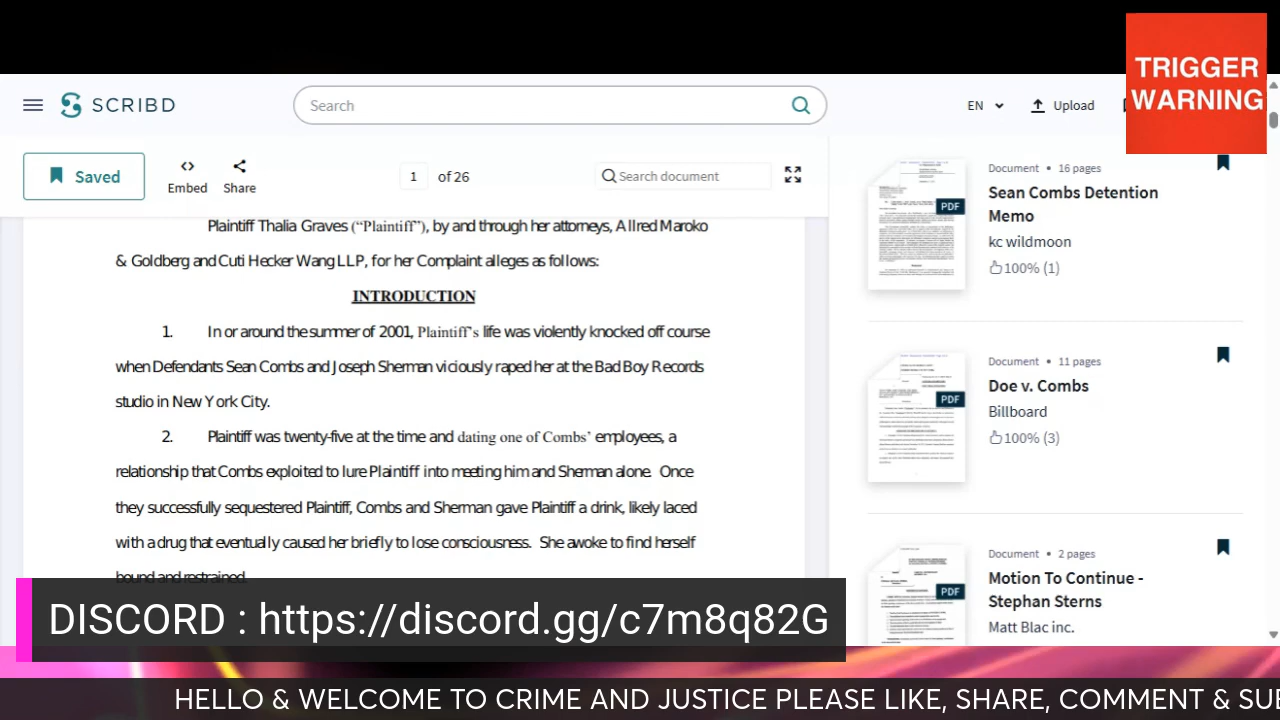 TRIGGER
WARNING
SCRIBD
Search
EN
Upload
Saved
Embed
Share
1 of 26
Search document
Plaintiff Thalia Graves (“Plaintiff”), by and through her attorneys, Allred Maroko
& Goldberg and Cuti Hecker Wang LLP, for her Complaint alleges as follows:
INTRODUCTION
1. In or around the summer of 2001, Plaintiff’s life was violently knocked off course
when Defendants Sean Combs and Joseph Sherman viciously raped her at the Bad Boy Records
studio in New York City.
2. Plaintiff was twenty-five at the time and dating one of Combs’ employees, a
relationship that Combs exploited to lure Plaintiff into meeting him and Sherman alone. Once
they successfully sequestered Plaintiff, Combs and Sherman gave Plaintiff a drink, likely laced
with a drug that eventually caused her briefly to lose consciousness. She awoke to find herself
bound and restrained.
Document • 16 pages
Sean Combs Detention
Memo
kc wildmoon
100% (1)
PDF
Document • 11 pages
Doe v. Combs
Billboard
100% (3)
PDF
Document • 2 pages
Motion To Continue -
Stephan Sterns
Matt Blac inc.
PDF
HELLO & WELCOME TO CRIME AND JUSTICE PLEASE LIKE, SHARE, COMMENT & SUB